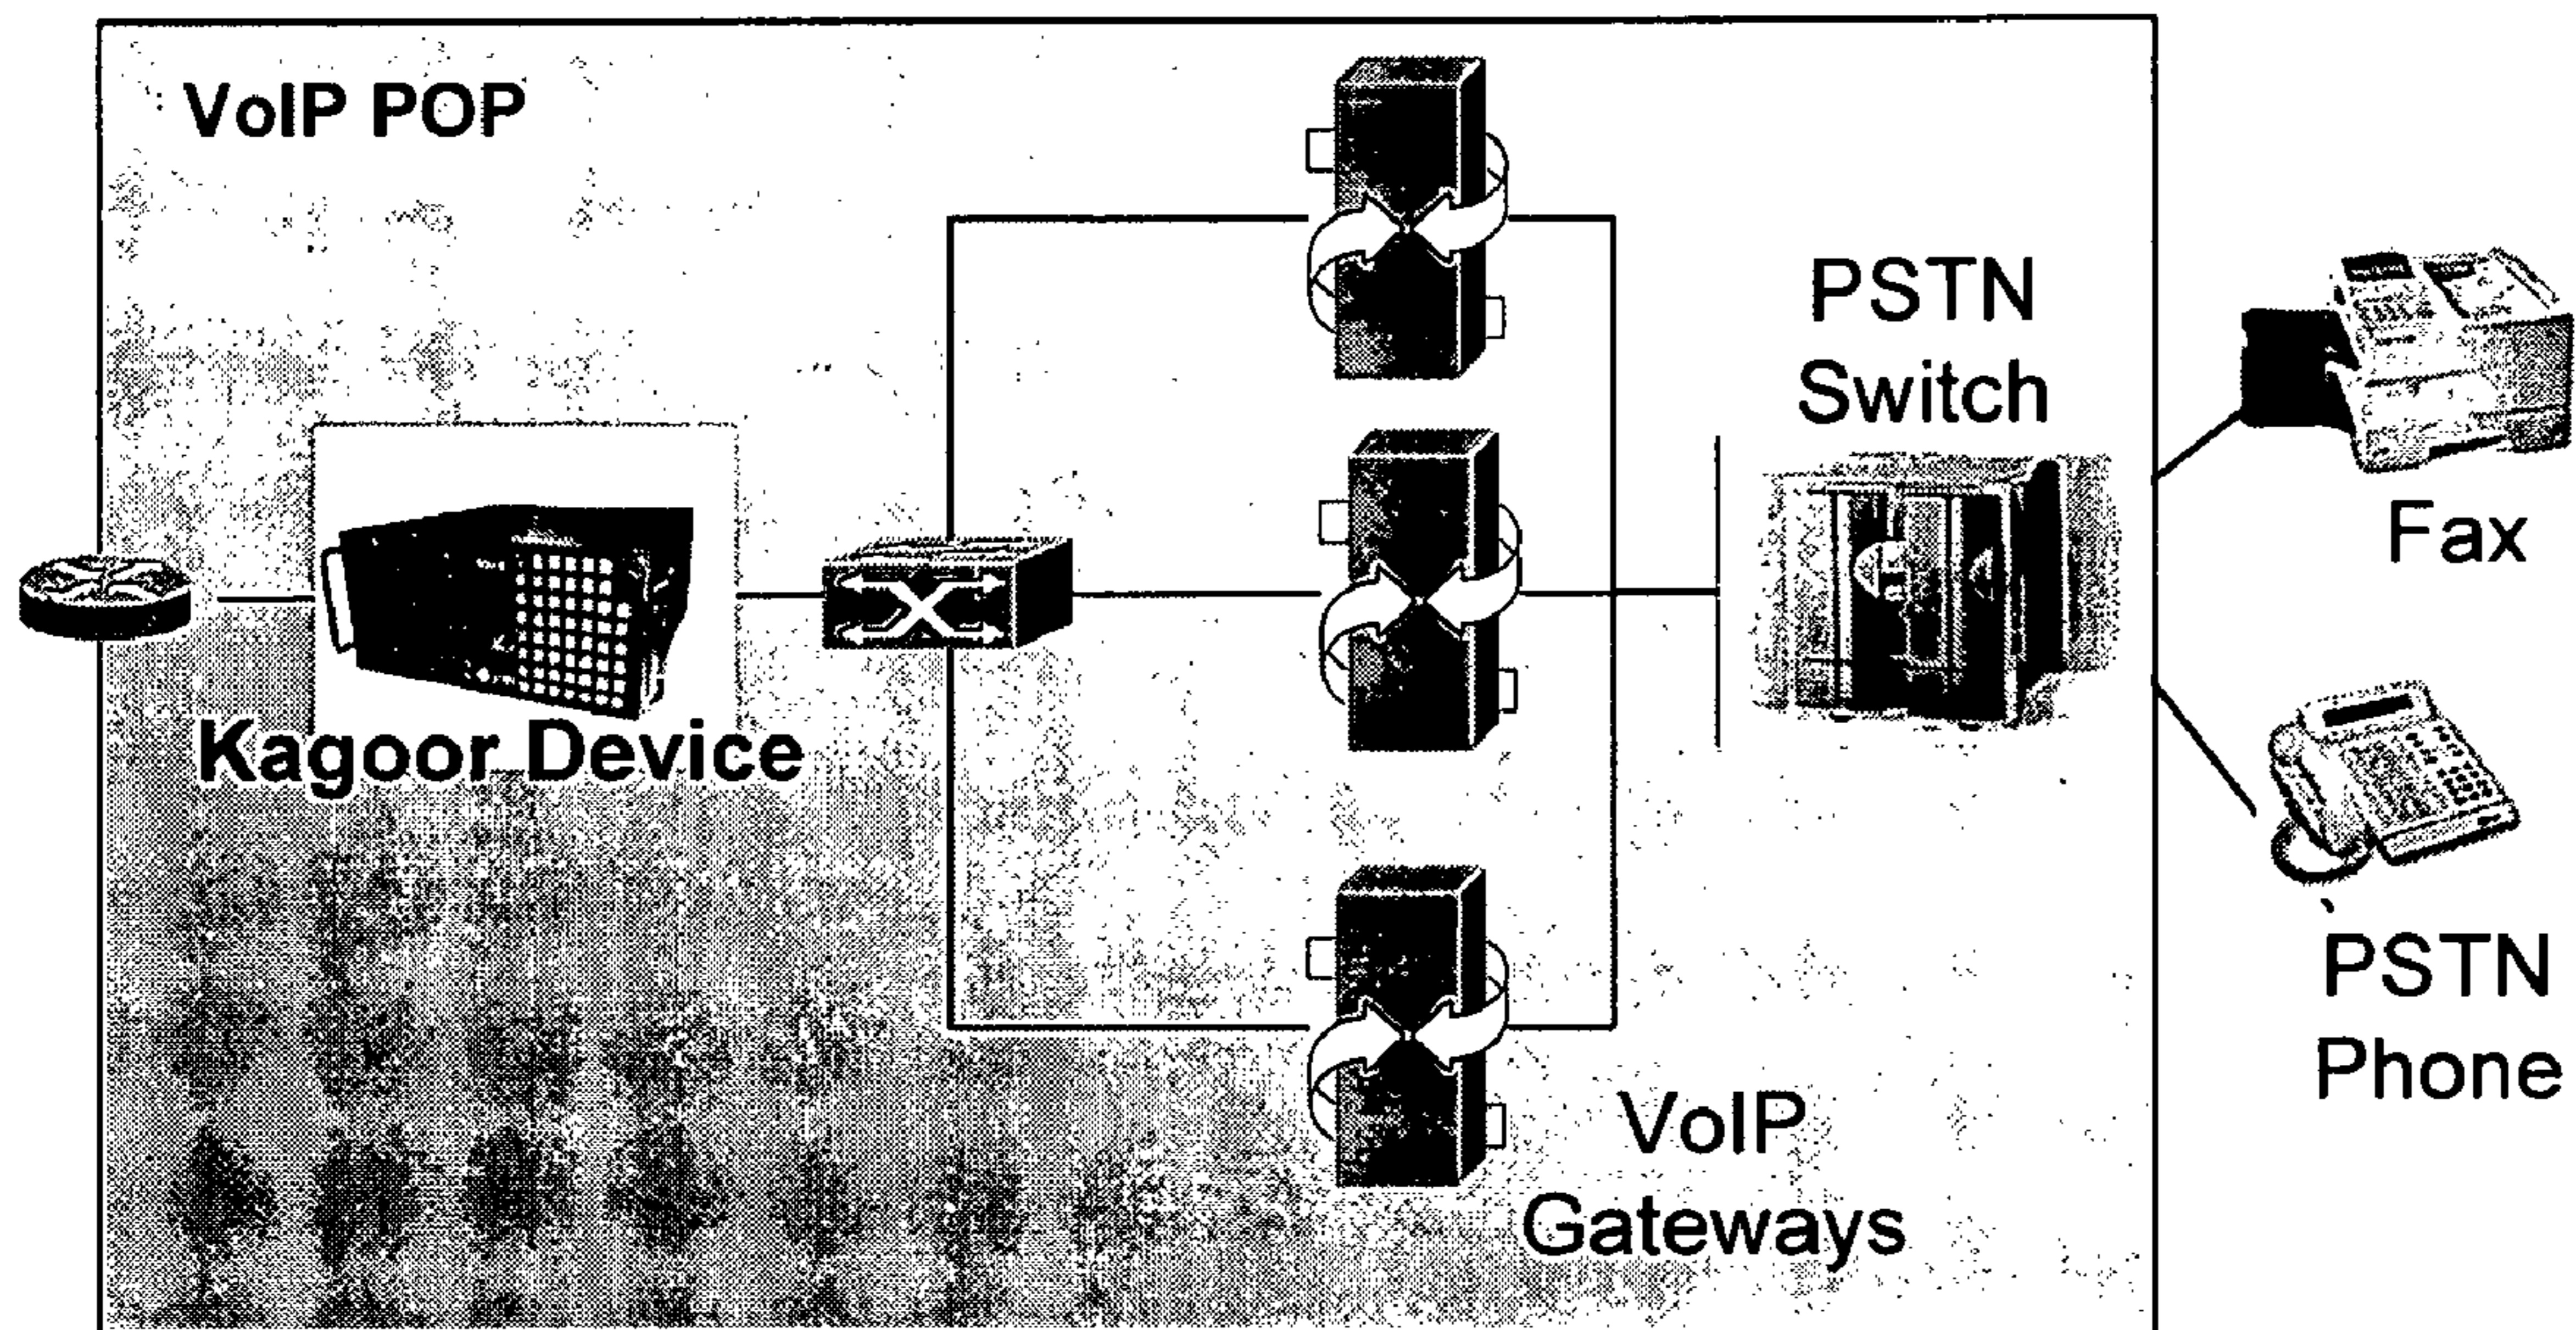 VoIP POP
PSTN
Switch
Fax
Kagoor Device
PSTN
Phone
VoIP
Gateways